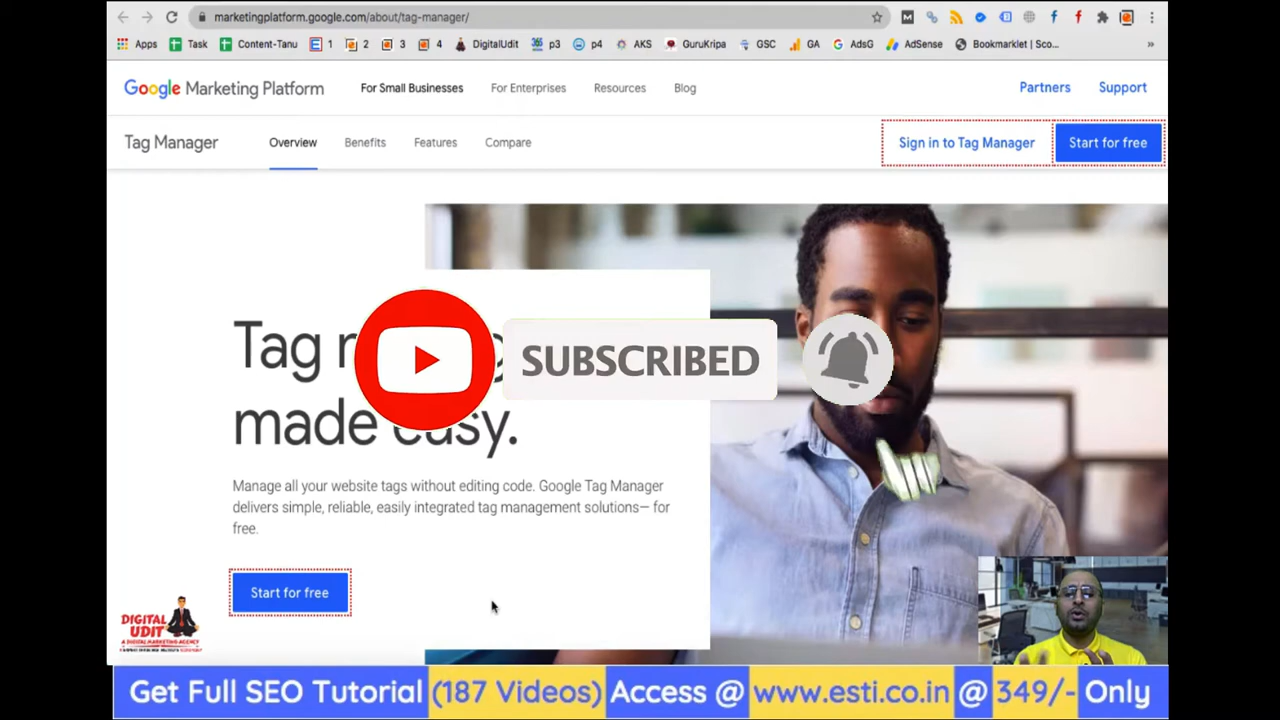 marketingplatform.google.com/about/tag-manager/
Apps Task Content-Tanu 1 2 3 4 DigitalUdit p3 p4 AKS GuruKripa GSC GA AdsG AdSense Bookmarklet | Sco... »
Google Marketing Platform For Small Businesses For Enterprises Resources Blog Partners Support
Tag Manager Overview Benefits Features Compare Sign in to Tag Manager Start for free
Tag
made easy.
SUBSCRIBED
Manage all your website tags without editing code. Google Tag Manager
delivers simple, reliable, easily integrated tag management solutions— for
free.
Start for free
DIGITAL
UDIT
A DIGITAL MARKETING AGENCY
Get Full SEO Tutorial (187 Videos) Access @ www.esti.co.in @ 349/- Only